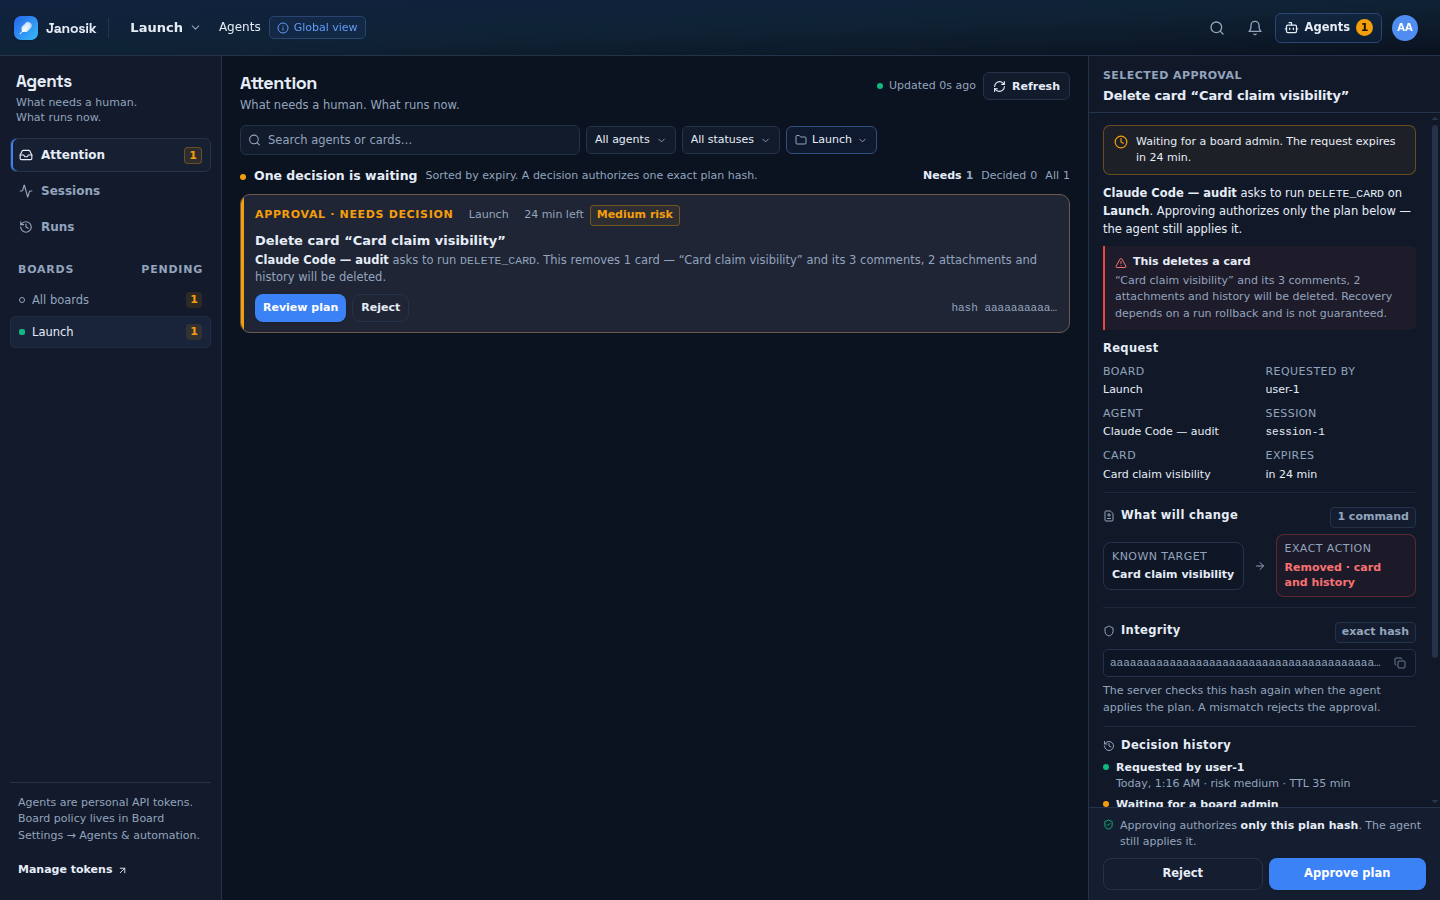 Janosik
Launch
Agents
Global view
Agents 1
AA
Agents
What needs a human.
What runs now.
Attention 1
Sessions
Runs
BOARDS PENDING
All boards 1
Launch 1
Agents are personal API tokens.
Board policy lives in Board
Settings → Agents & automation.
Manage tokens
Attention
What needs a human. What runs now.
Updated 0s ago
Refresh
Search agents or cards…
All agents
All statuses
Launch
One decision is waiting Sorted by expiry. A decision authorizes one exact plan hash.
Needs 1 Decided 0 All 1
APPROVAL · NEEDS DECISION Launch 24 min left Medium risk
Delete card “Card claim visibility”
Claude Code — audit asks to run DELETE_CARD. This removes 1 card — “Card claim visibility” and its 3 comments, 2 attachments and
history will be deleted.
Review plan
Reject
hash aaaaaaaaaa…
SELECTED APPROVAL
Delete card “Card claim visibility”
Waiting for a board admin. The request expires
in 24 min.
Claude Code — audit asks to run DELETE_CARD on
Launch. Approving authorizes only the plan below —
the agent still applies it.
This deletes a card
“Card claim visibility” and its 3 comments, 2
attachments and history will be deleted. Recovery
depends on a run rollback and is not guaranteed.
Request
BOARD REQUESTED BY
Launch user-1
AGENT SESSION
Claude Code — audit session-1
CARD EXPIRES
Card claim visibility in 24 min
What will change 1 command
KNOWN TARGET
Card claim visibility
EXACT ACTION
Removed · card
and history
Integrity exact hash
aaaaaaaaaaaaaaaaaaaaaaaaaaaaaaaaaaaaaaaa…
The server checks this hash again when the agent
applies the plan. A mismatch rejects the approval.
Decision history
Requested by user-1
Today, 1:16 AM · risk medium · TTL 35 min
Waiting for a board admin
Approving authorizes only this plan hash. The agent
still applies it.
Reject
Approve plan